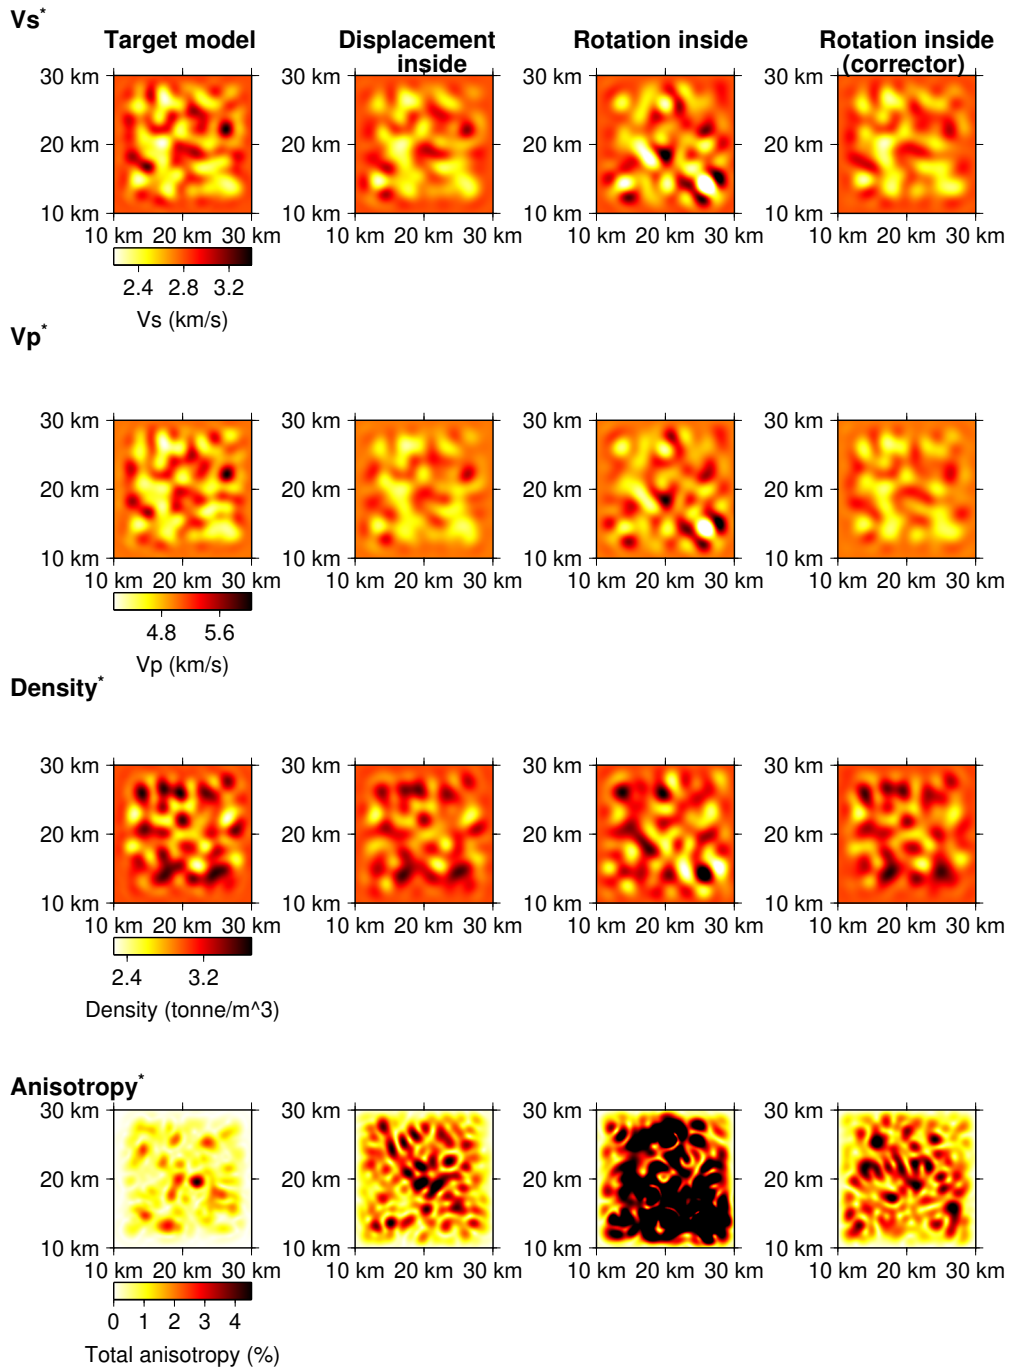 Vs*
Target model Displacement inside Rotation inside Rotation inside (corrector)
30 km 30 km 30 km 30 km
20 km 20 km 20 km 20 km
10 km 10 km 10 km 10 km
10 km 20 km 30 km 10 km 20 km 30 km 10 km 20 km 30 km 10 km 20 km 30 km
2.4 2.8 3.2
Vs (km/s)
Vp*
30 km 30 km 30 km 30 km
20 km 20 km 20 km 20 km
10 km 10 km 10 km 10 km
10 km 20 km 30 km 10 km 20 km 30 km 10 km 20 km 30 km 10 km 20 km 30 km
4.8 5.6
Vp (km/s)
Density*
30 km 30 km 30 km 30 km
20 km 20 km 20 km 20 km
10 km 10 km 10 km 10 km
10 km 20 km 30 km 10 km 20 km 30 km 10 km 20 km 30 km 10 km 20 km 30 km
2.4 3.2
Density (tonne/m^3)
Anisotropy*
30 km 30 km 30 km 30 km
20 km 20 km 20 km 20 km
10 km 10 km 10 km 10 km
10 km 20 km 30 km 10 km 20 km 30 km 10 km 20 km 30 km 10 km 20 km 30 km
0 1 2 3 4
Total anisotropy (%)